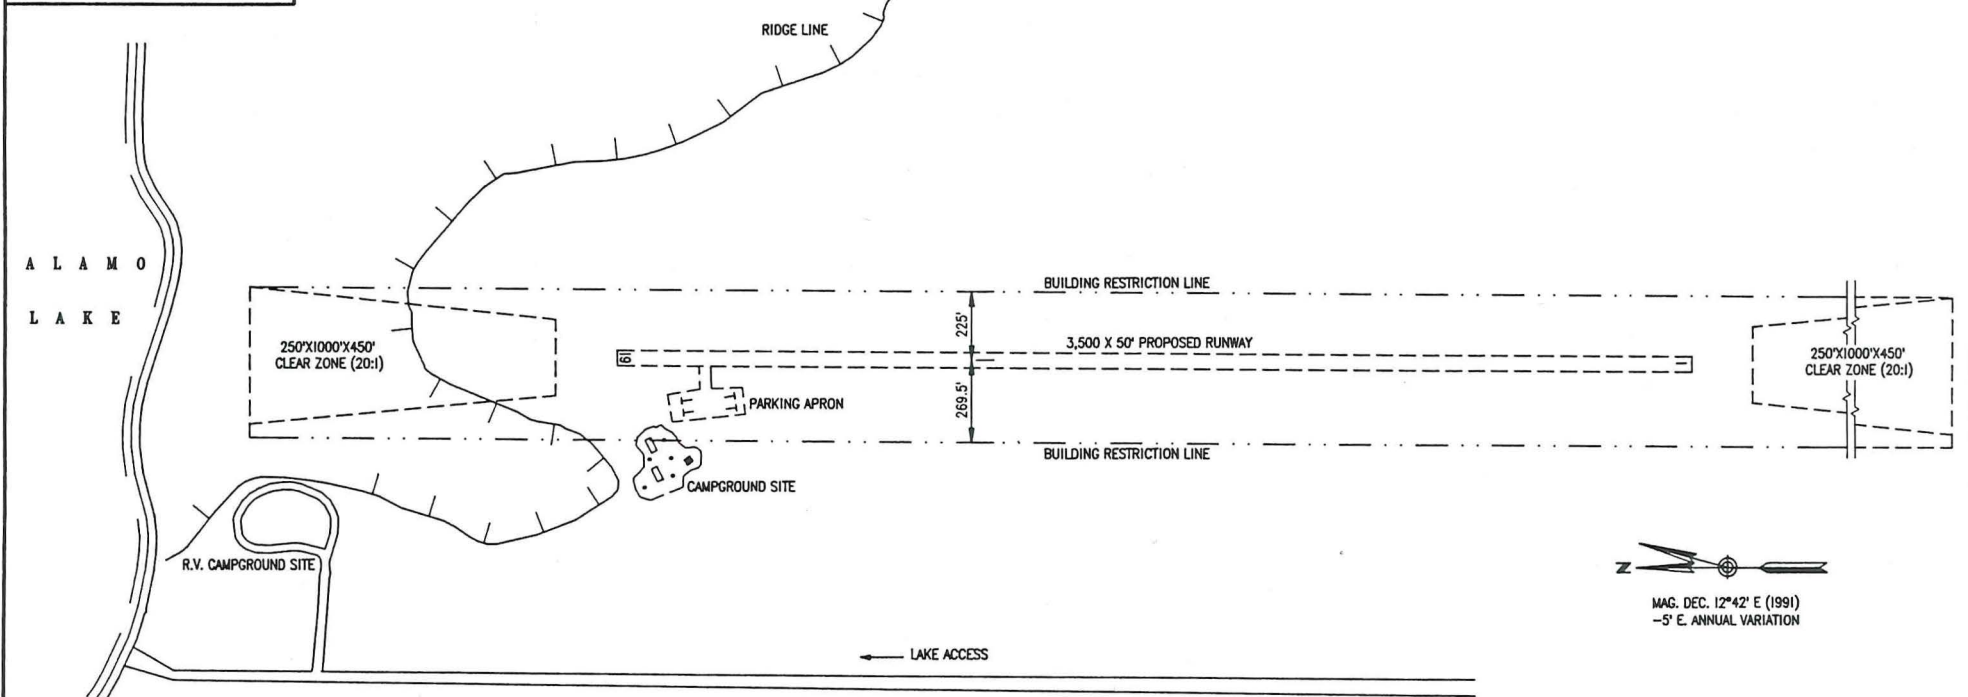 RIDGE LINE
A L A M O
L A K E
BUILDING RESTRICTION LINE
225'
3,500 X 50' PROPOSED RUNWAY
250'X1000'X450'
CLEAR ZONE (20:1)
250'X1000'X450'
CLEAR ZONE (20:1)
19
1
269.5'
PARKING APRON
BUILDING RESTRICTION LINE
CAMPGROUND SITE
R.V. CAMPGROUND SITE
N
MAG. DEC. 12°42' E (1991)
-5' E. ANNUAL VARIATION
LAKE ACCESS